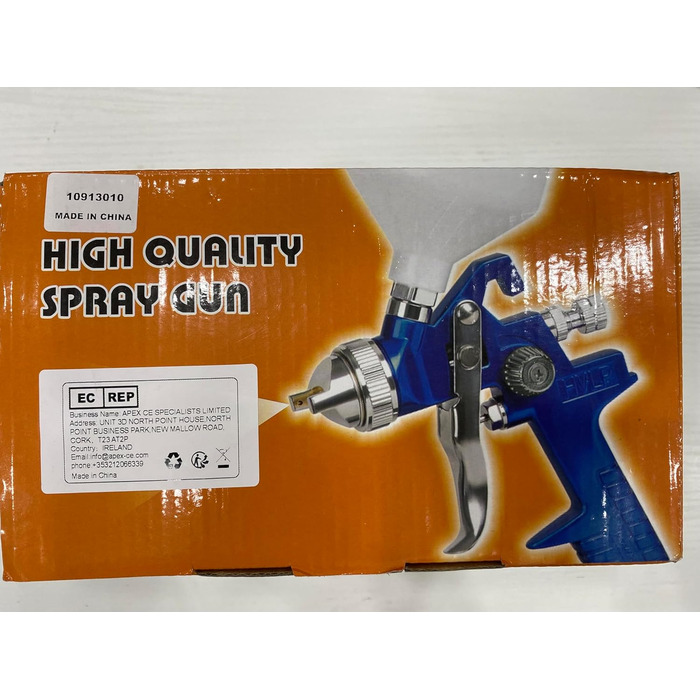 10913010
MADE IN CHINA
HIGH QUALITY
SPRAY GUN
EC REP
Business Name: APEX CE SPECIALISTS LIMITED
Address: UNIT 3D NORTH POINT HOUSE,NORTH
POINT BUSINESS PARK,NEW MALLOW ROAD,
CORK, T23 AT2P
Country: IRELAND
Email:info@apex-ce.com
phone:+353212066339
Made in China
HVLP